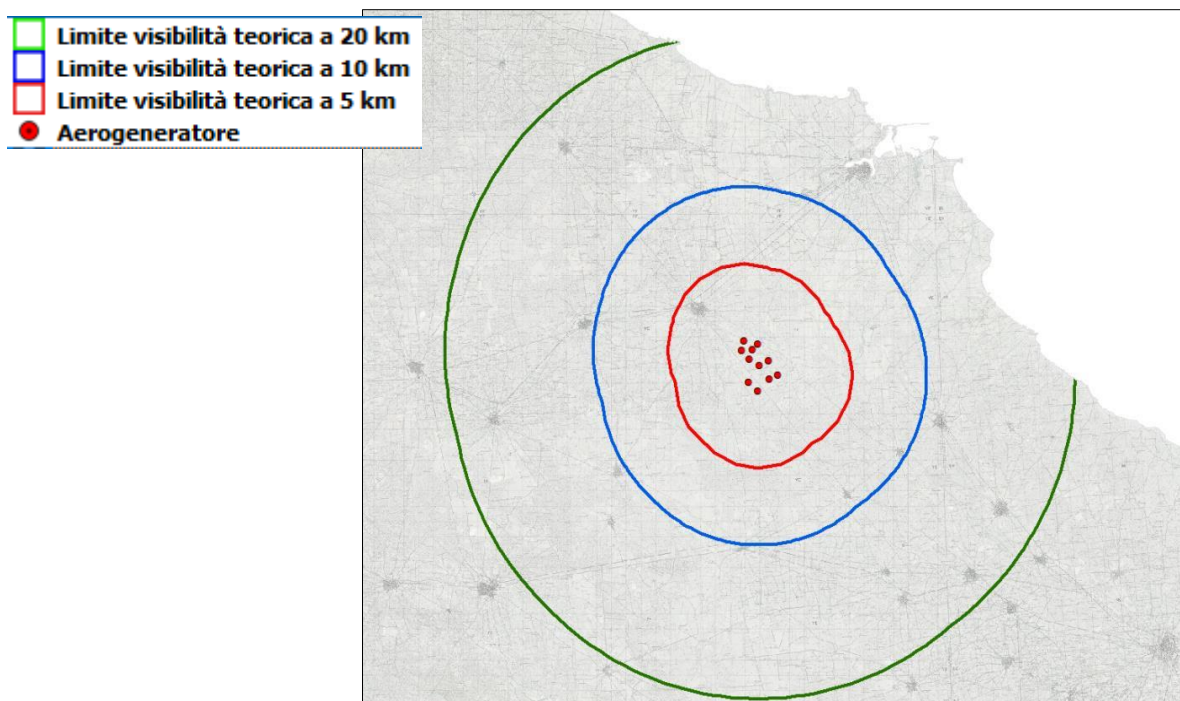 Limite visibilità teorica a 20 km
Limite visibilità teorica a 10 km
Limite visibilità teorica a 5 km
Aerogeneratore